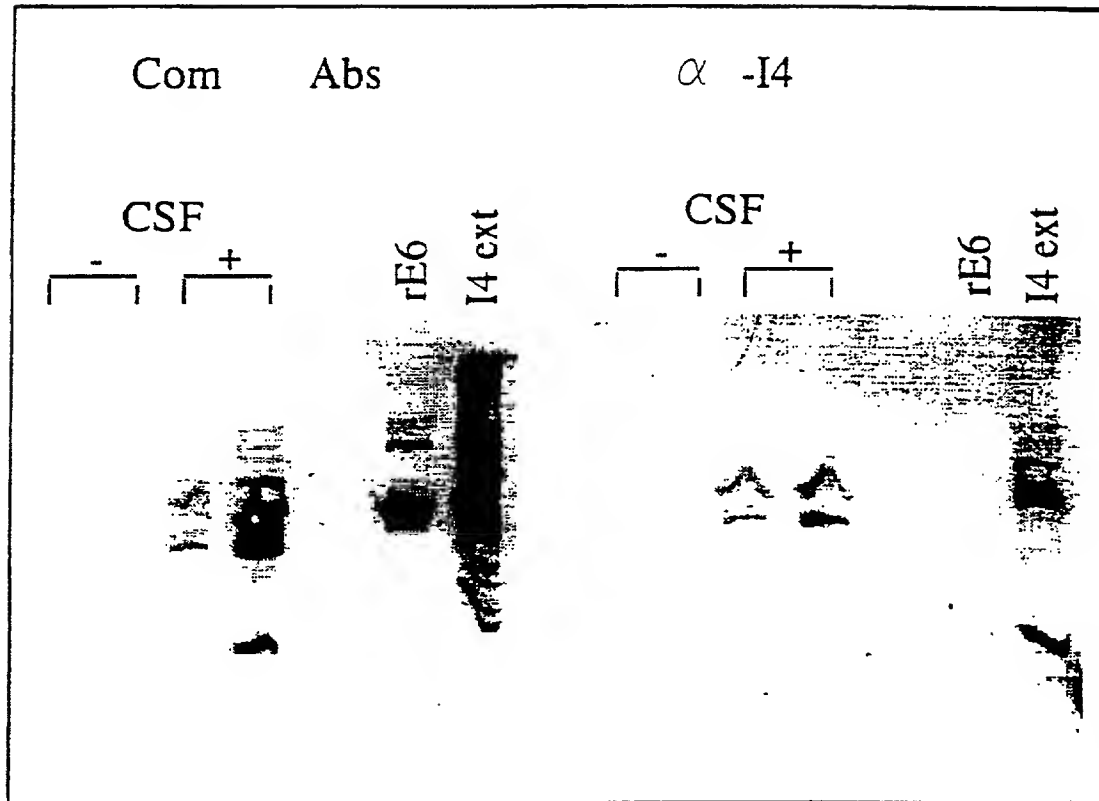 Com Abs α -I4
CSF CSF
- + rE6 I4 ext - + rE6 I4 ext